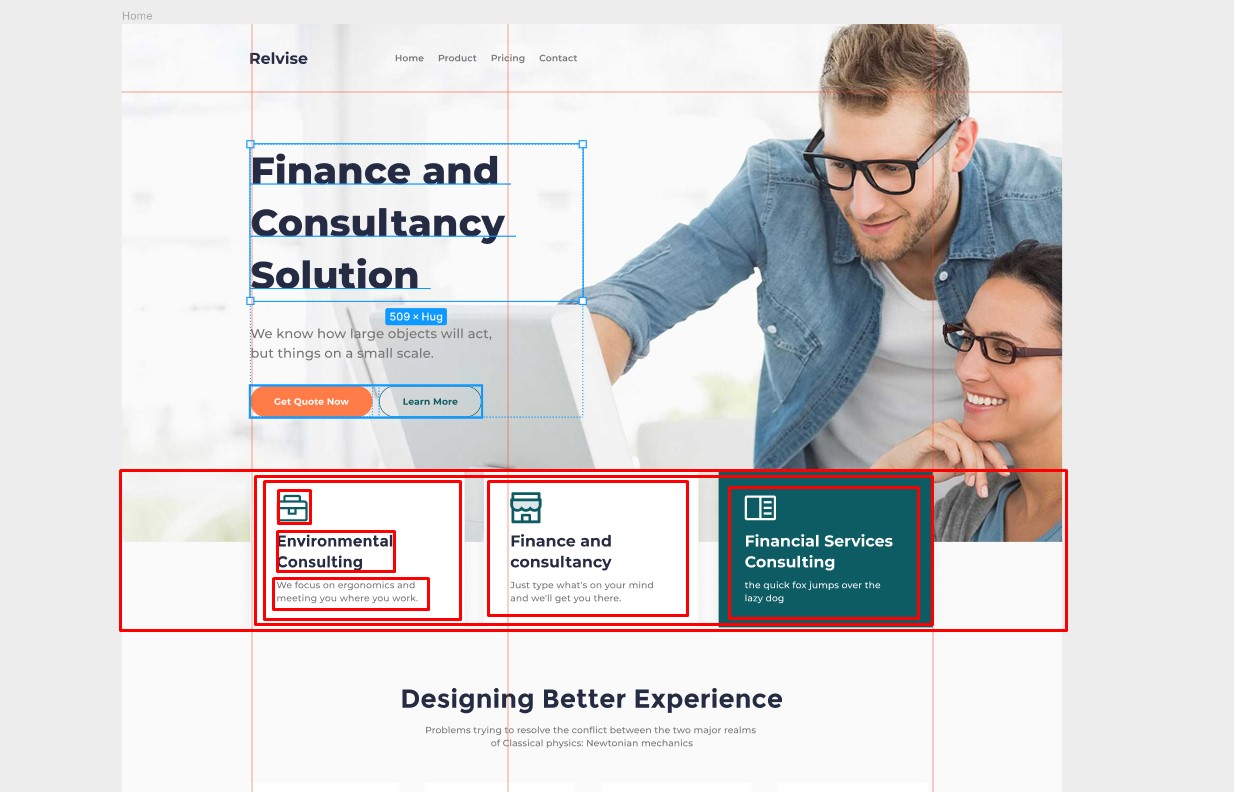 Home
Relvise
Home Product Pricing Contact
Finance and
Consultancy
Solution
509 × Hug
We know how large objects will act,
but things on a small scale.
Get Quote Now
Learn More
Environmental
Consulting
We focus on ergonomics and
meeting you where you work.
Finance and
consultancy
Just type what's on your mind
and we'll get you there.
Financial Services
Consulting
the quick fox jumps over the
lazy dog
Designing Better Experience
Problems trying to resolve the conflict between the two major realms
of Classical physics: Newtonian mechanics